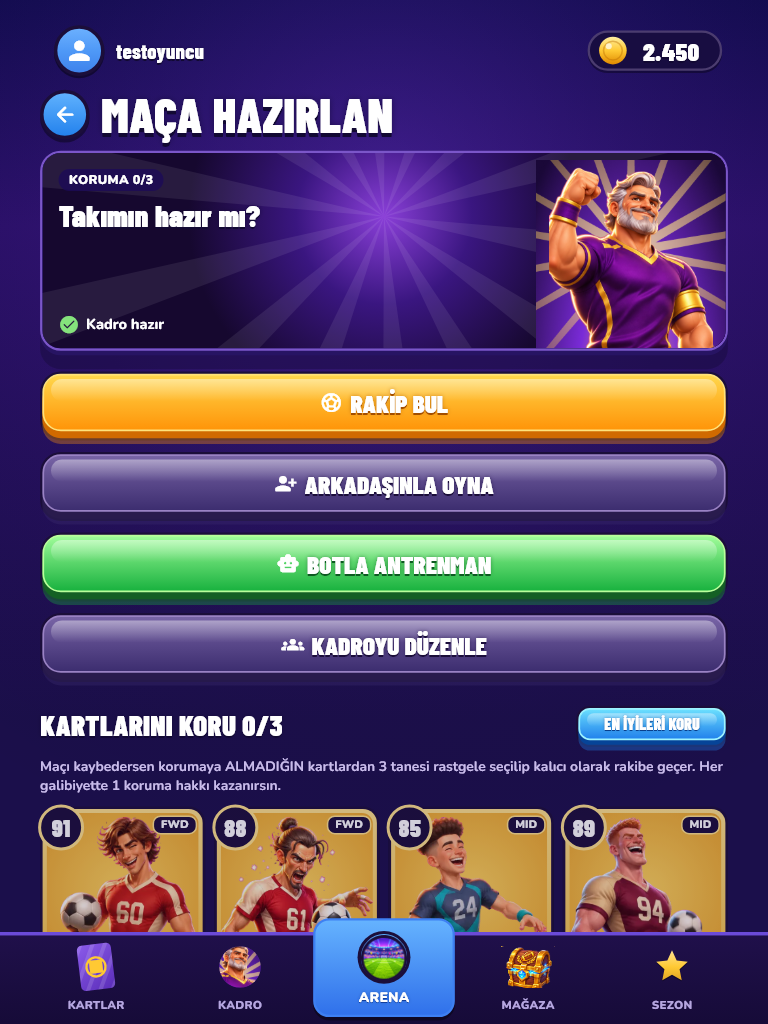 testoyuncu
2.450
MAÇA HAZIRLAN
KORUMA 0/3
Takımın hazır mı?
Kadro hazır
RAKİP BUL
ARKADAŞINLA OYNA
BOTLA ANTRENMAN
KADROYU DÜZENLE
KARTLARINI KORU 0/3
EN İYİLERİ KORU
Maçı kaybedersen korumaya ALMADIĞIN kartlardan 3 tanesi rastgele seçilip kalıcı olarak rakibe geçer. Her
galibiyette 1 koruma hakkı kazanırsın.
91 FWD 88 FWD 85 MID 89 MID
60 61 24 94
KARTLAR KADRO ARENA MAĞAZA SEZON